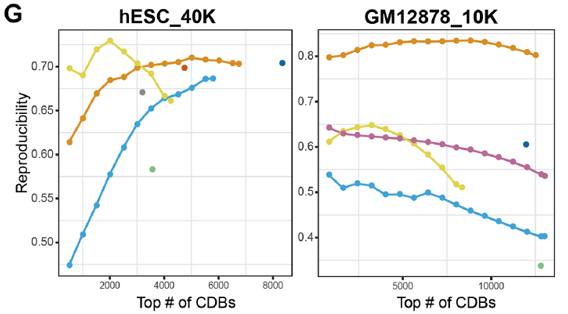 G
hESC_40K
GM12878_10K
Reproducibility
0.70
0.65
0.60
0.55
0.50
2000
4000
6000
8000
Top # of CDBs
0.8
0.7
0.6
0.5
0.4
5000
10000
Top # of CDBs